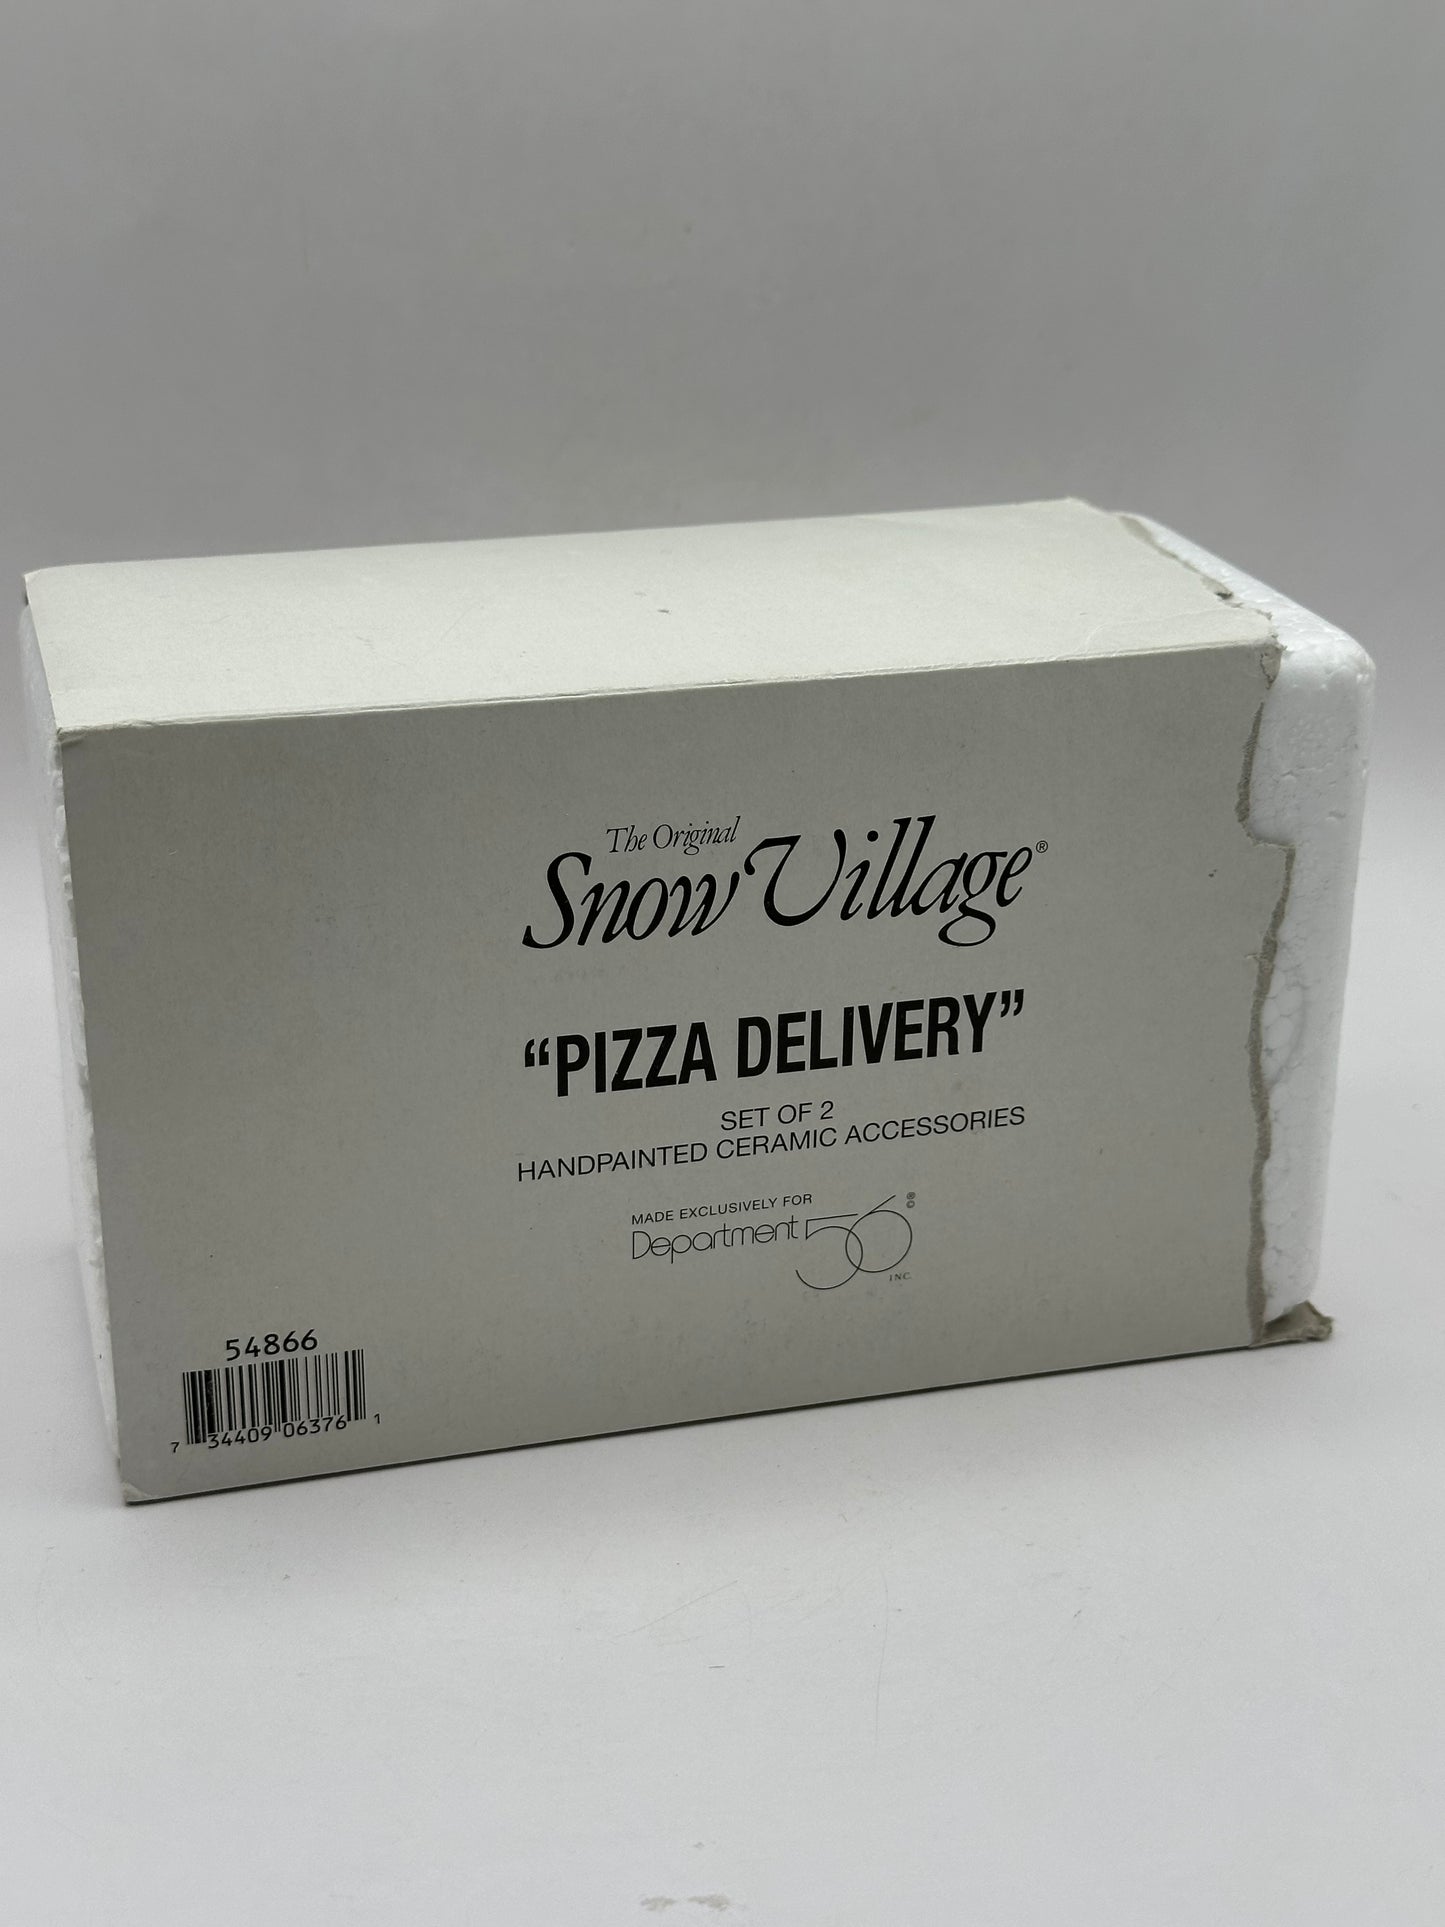 The Original
Snow Village®
“PIZZA DELIVERY”
SET OF 2
HANDPAINTED CERAMIC ACCESSORIES
MADE EXCLUSIVELY FOR
Department 56 ®©
INC.
54866
7 34409 06376 1